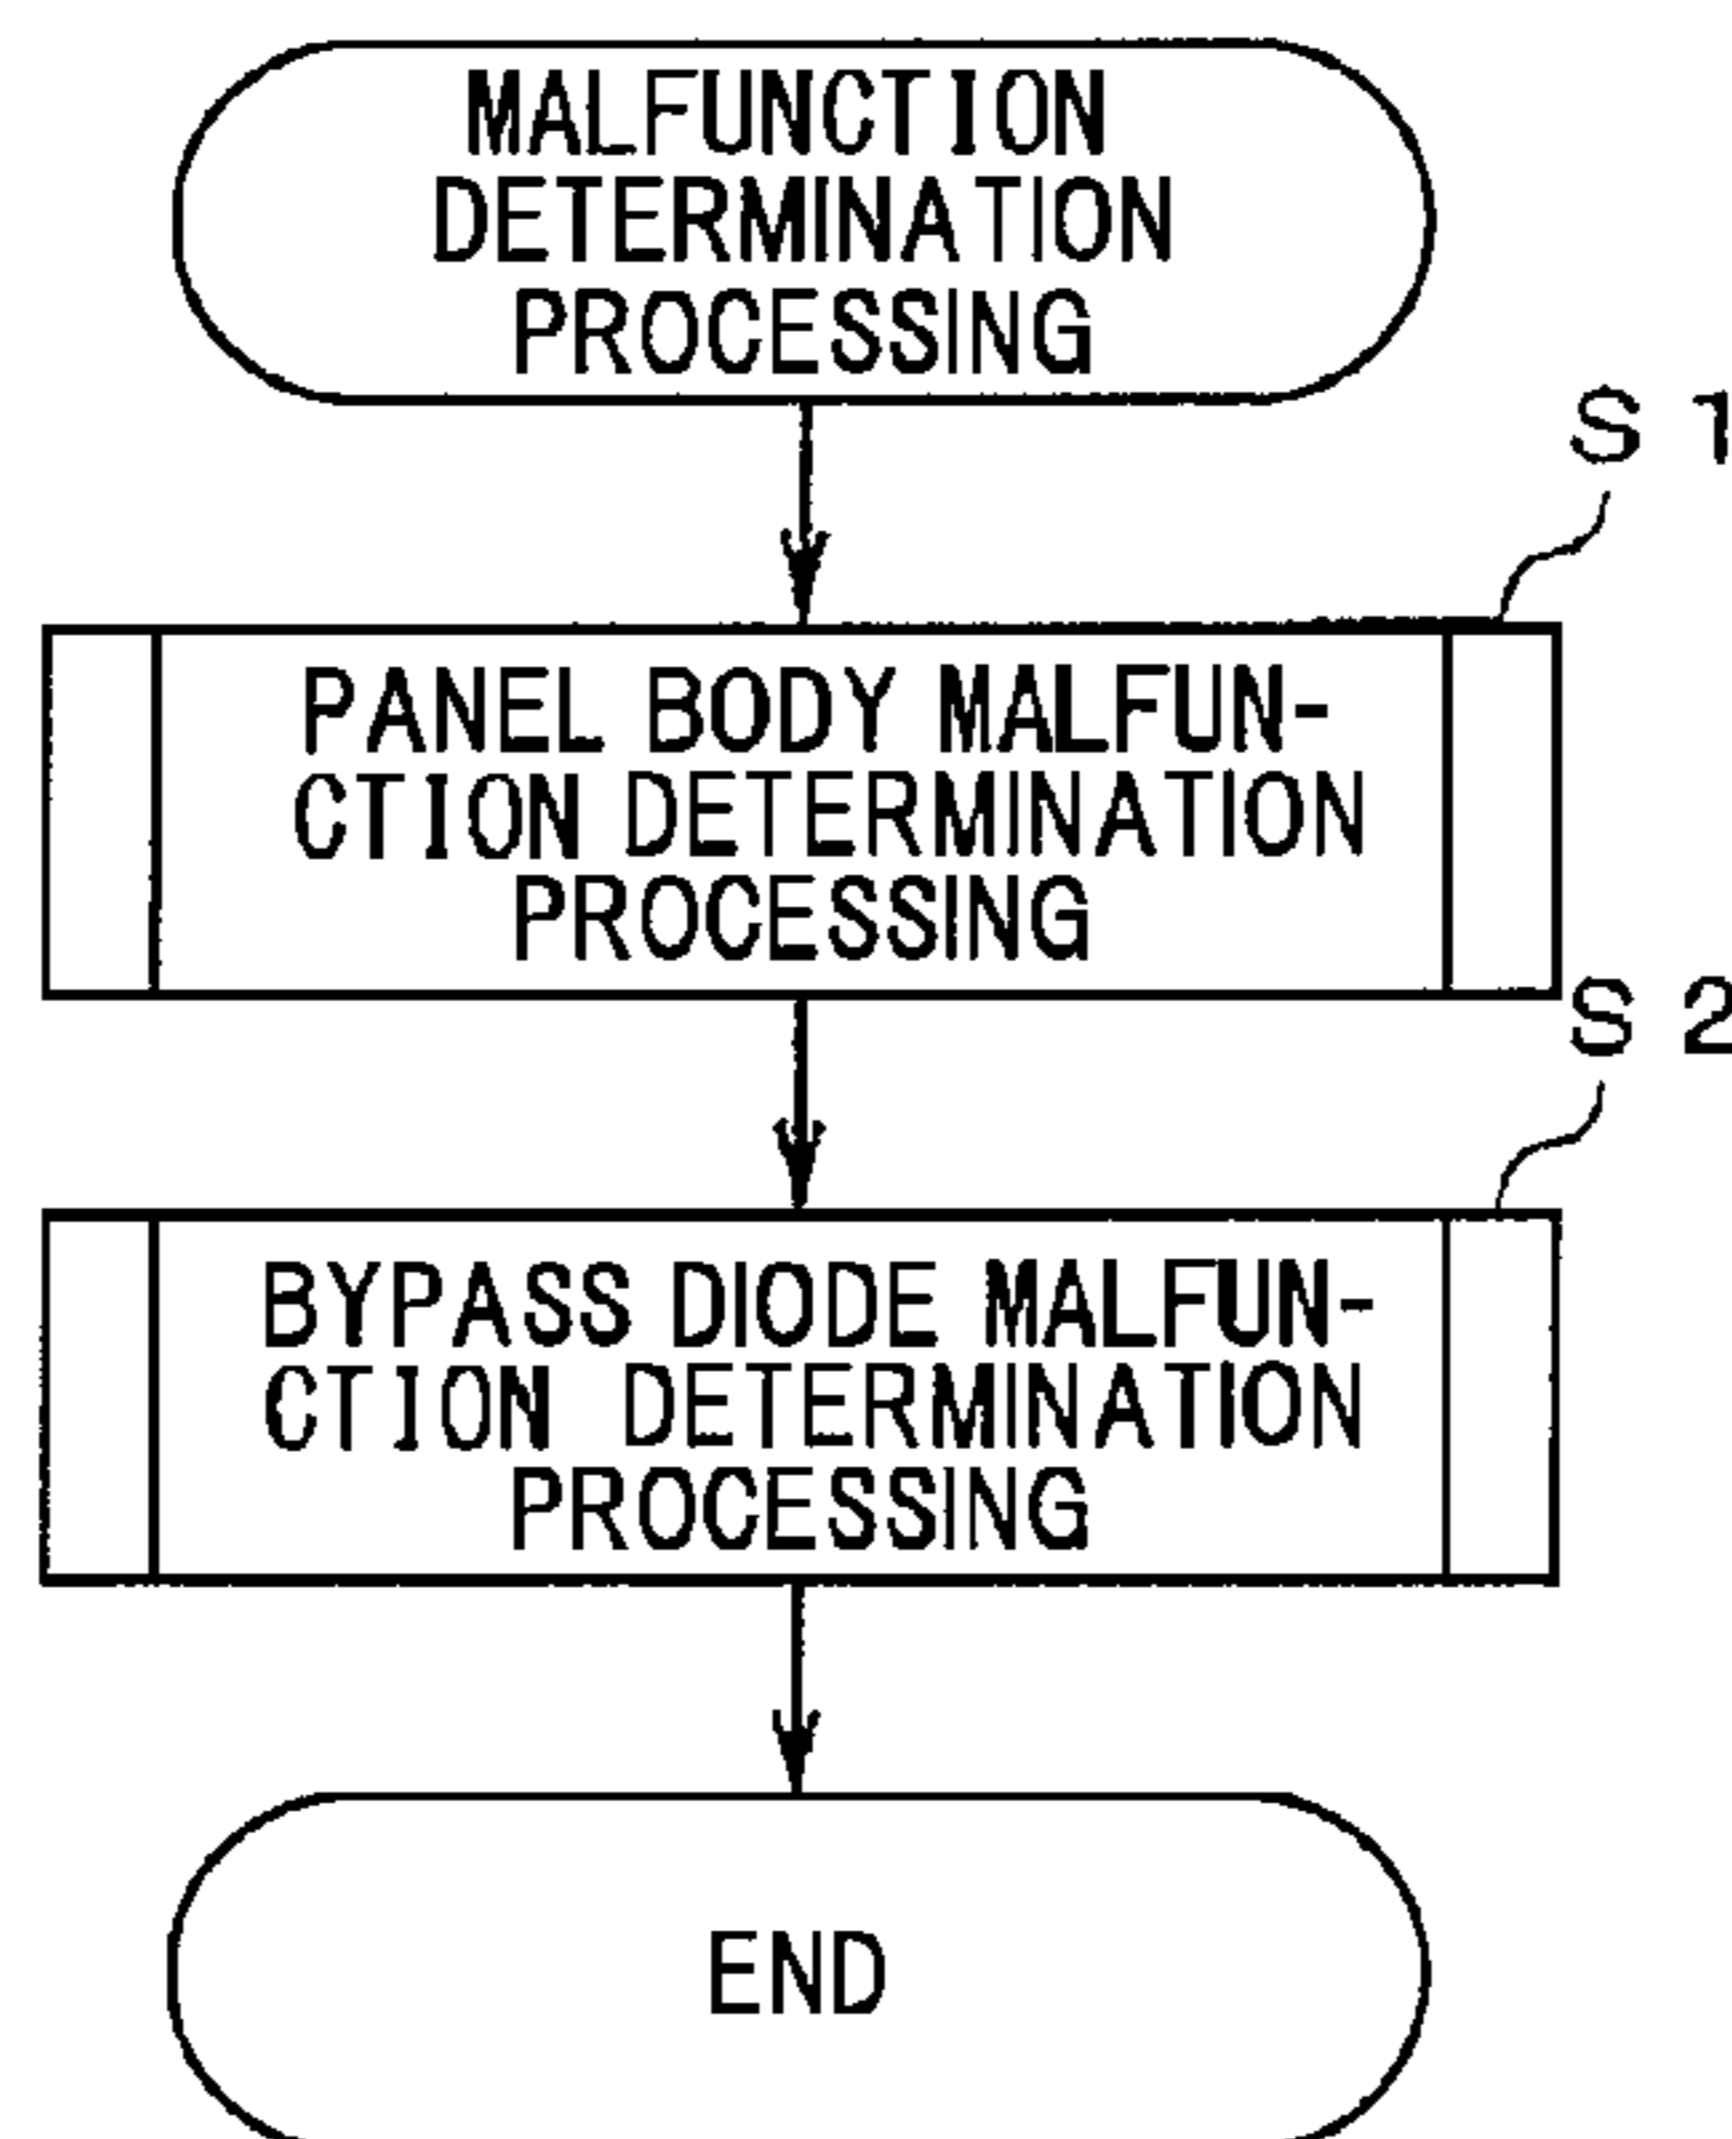 MALFUNCTION
DETERMINATION
PROCESSING
S 1
PANEL BODY MALFUN-
CTION DETERMINATION
PROCESSING
S 2
BYPASS DIODE MALFUN-
CTION DETERMINATION
PROCESSING
END